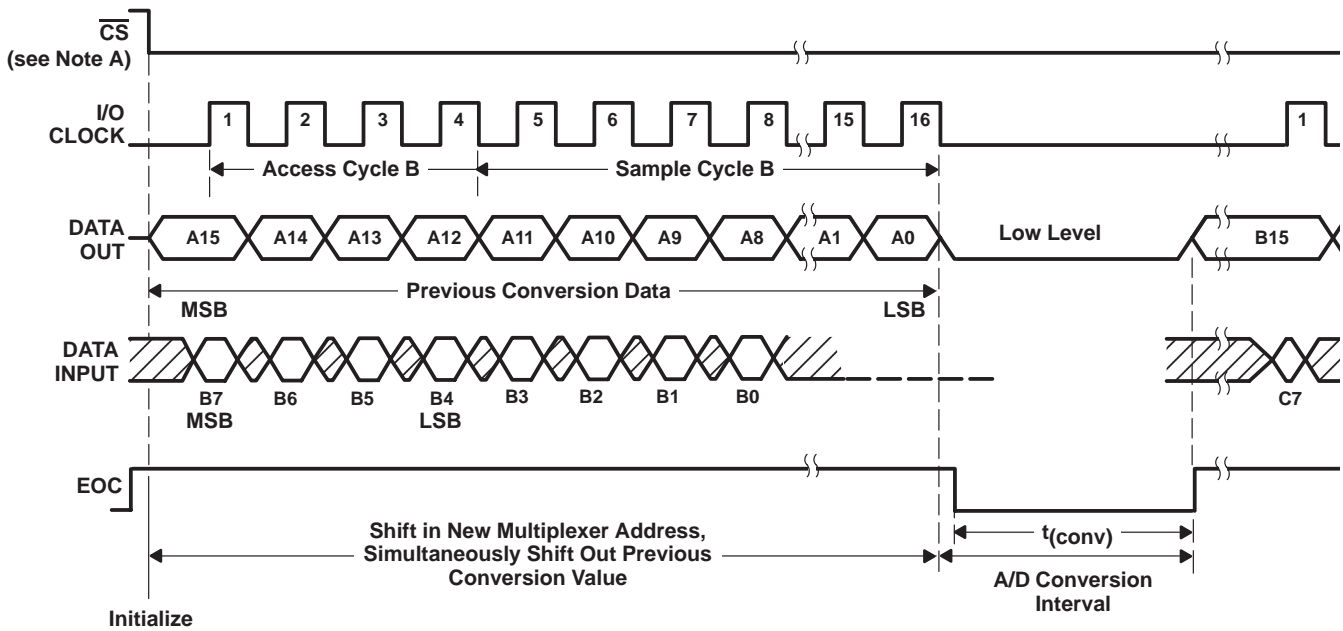 CS
(see Note A)
I/O
CLOCK
1 2 3 4 5 6 7 8 15 16 1
Access Cycle B
Sample Cycle B
DATA
OUT
A15 A14 A13 A12 A11 A10 A9 A8 A1 A0
Low Level
B15
Previous Conversion Data
MSB
LSB
DATA
INPUT
B7 B6 B5 B4 B3 B2 B1 B0 C7
MSB LSB
EOC
Shift in New Multiplexer Address,
Simultaneously Shift Out Previous
Conversion Value
t(conv)
A/D Conversion
Interval
Initialize